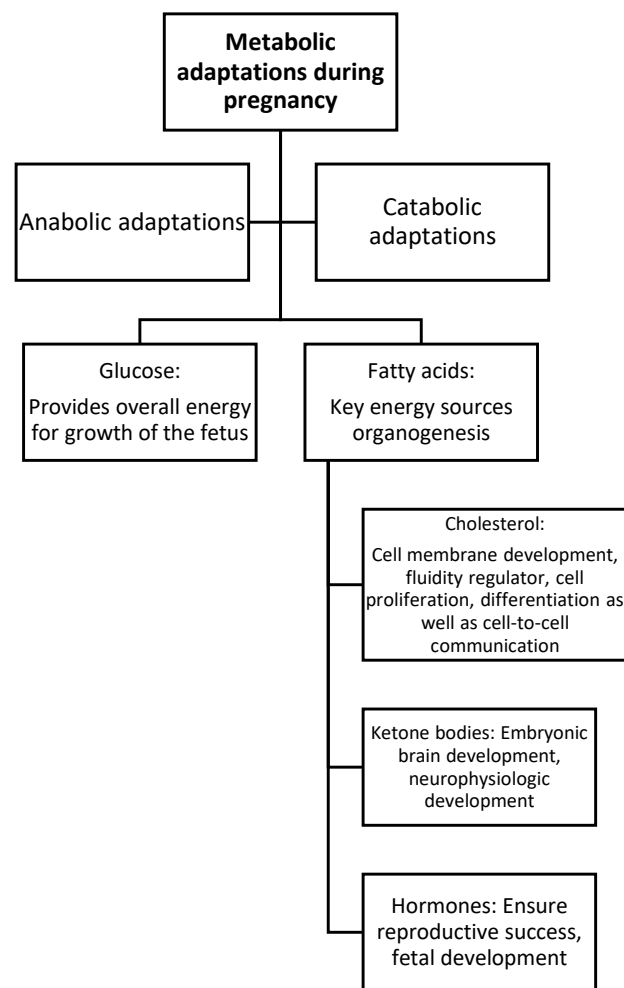 Metabolic
adaptations during
pregnancy
Anabolic adaptations
Catabolic
adaptations
Glucose:
Provides overall energy
for growth of the fetus
Fatty acids:
Key energy sources
organogenesis
Cholesterol:
Cell membrane development,
fluidity regulator, cell
proliferation, differentiation as
well as cell-to-cell
communication
Ketone bodies: Embryonic
brain development,
neurophysiologic
development
Hormones: Ensure
reproductive success,
fetal development